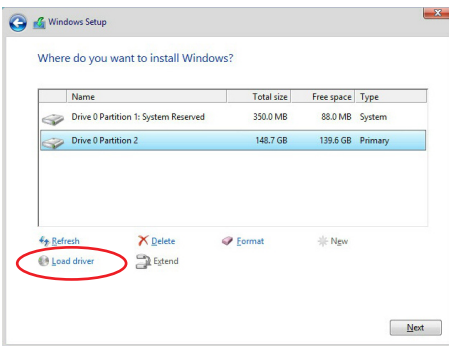 Windows Setup
Where do you want to install Windows?
Name Total size Free space Type
Drive 0 Partition 1: System Reserved 350.0 MB 88.0 MB System
Drive 0 Partition 2 148.7 GB 139.6 GB Primary
Refresh Delete Format New
Load driver Extend
Next